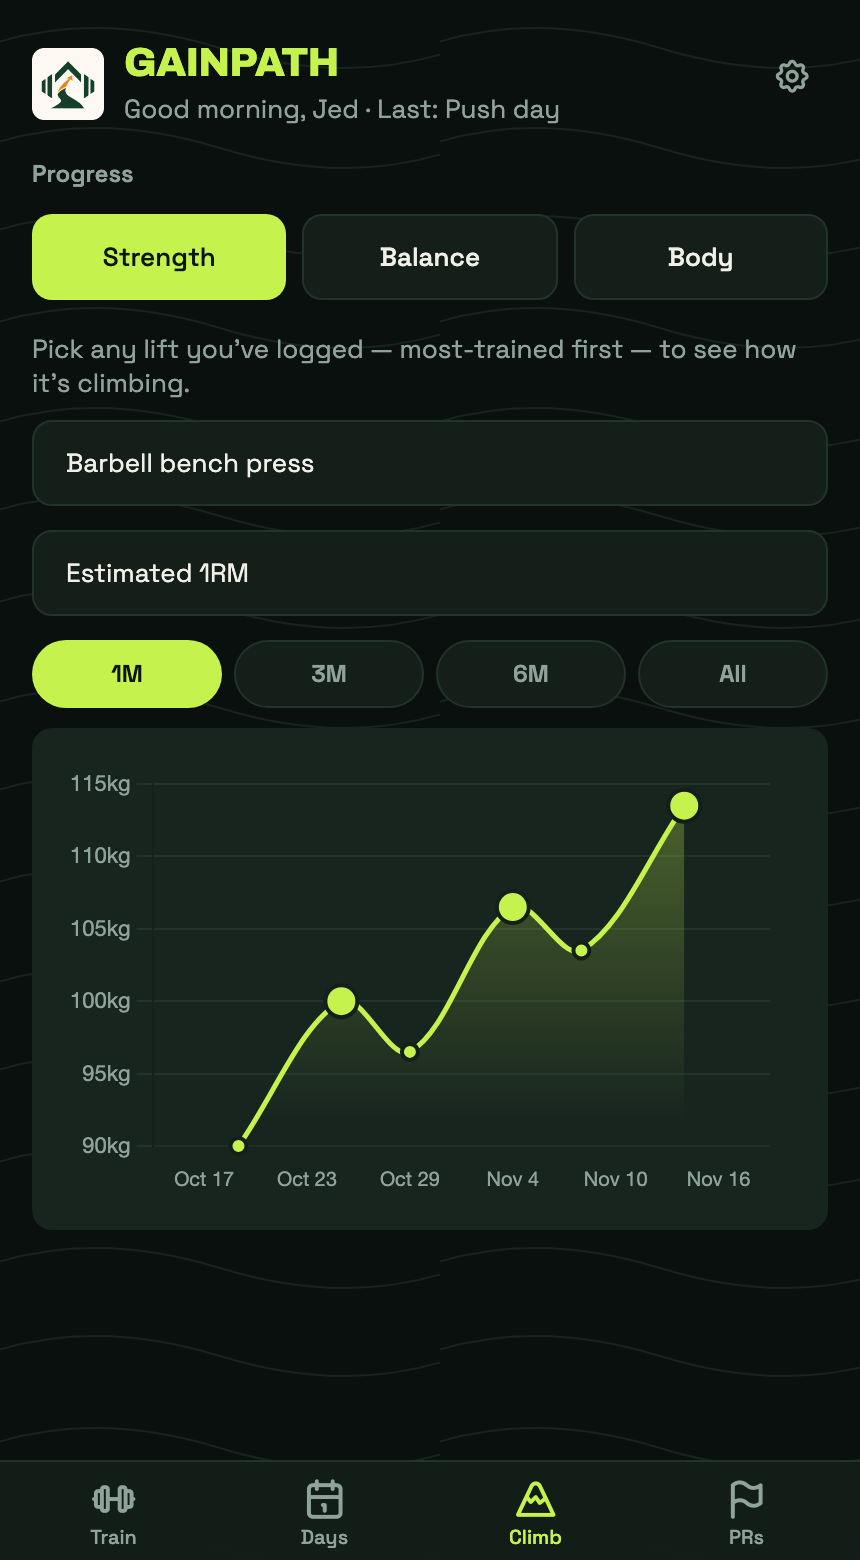 GAINPATH
Good morning, Jed · Last: Push day
Progress
Strength
Balance
Body
Pick any lift you’ve logged — most-trained first — to see how
it’s climbing.
Barbell bench press
Estimated 1RM
1M
3M
6M
All
115kg
110kg
105kg
100kg
95kg
90kg
Oct 17
Oct 23
Oct 29
Nov 4
Nov 10
Nov 16
Train
Days
Climb
PRs